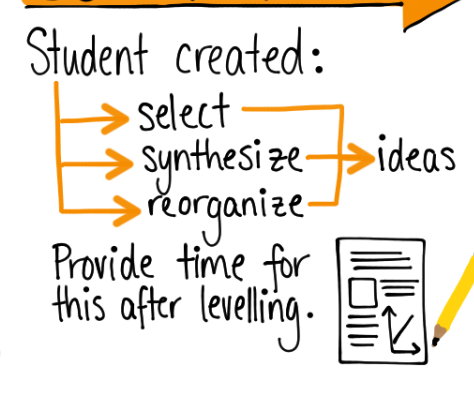 Student created:
select
synthesize
reorganize
ideas
Provide time for
this after levelling.